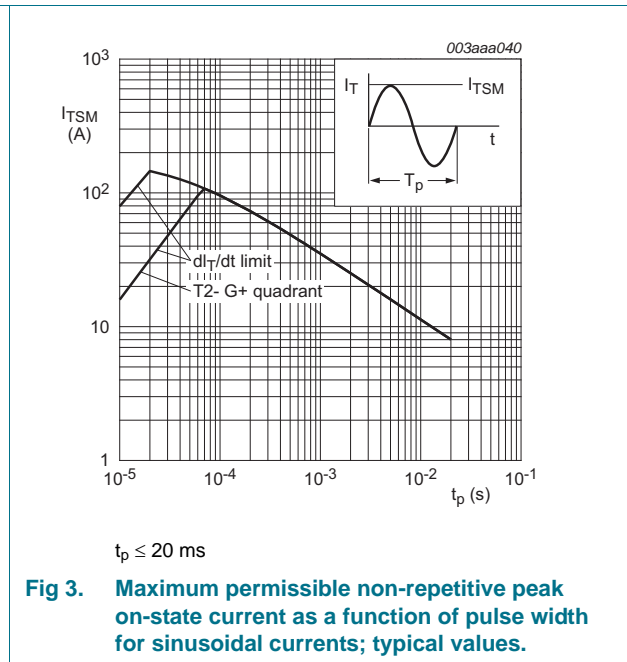 003aaa040
10³
I_TSM
(A)
10²
10
1
I_T
I_TSM
t
T_p
dI_T/dt limit
T2- G+ quadrant
10⁻⁵ 10⁻⁴ 10⁻³ 10⁻² 10⁻¹
t_p (s)
t_p ≤ 20 ms
Fig 3. Maximum permissible non-repetitive peak
on-state current as a function of pulse width
for sinusoidal currents; typical values.